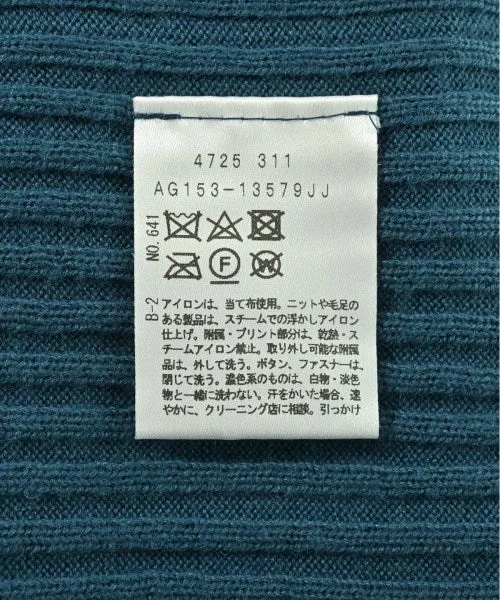 4725 311
AG153-13579JJ
NO.641
F
W
B-2
アイロンは、当て布使用。ニットや毛足の
ある製品は、スチームでの浮かしアイロン
仕上げ。附属・プリント部分は、乾熱・ス
チームアイロン禁止。取り外し可能な附属
品は、外して洗う。ボタン、ファスナーは、
閉じて洗う。濃色系のものは、白物・淡色
物と一緒に洗わない。汗をかいた場合、速
やかに、クリーニング店に相談。引っかけ